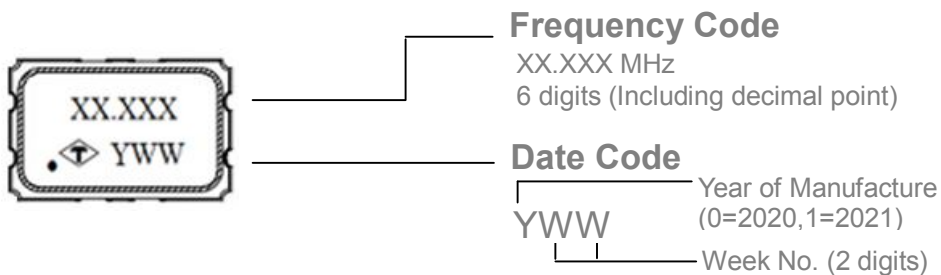 XX.XXX
YWW
Frequency Code
XX.XXX MHz
6 digits (Including decimal point)
Date Code
YWW
Year of Manufacture
(0=2020,1=2021)
Week No. (2 digits)